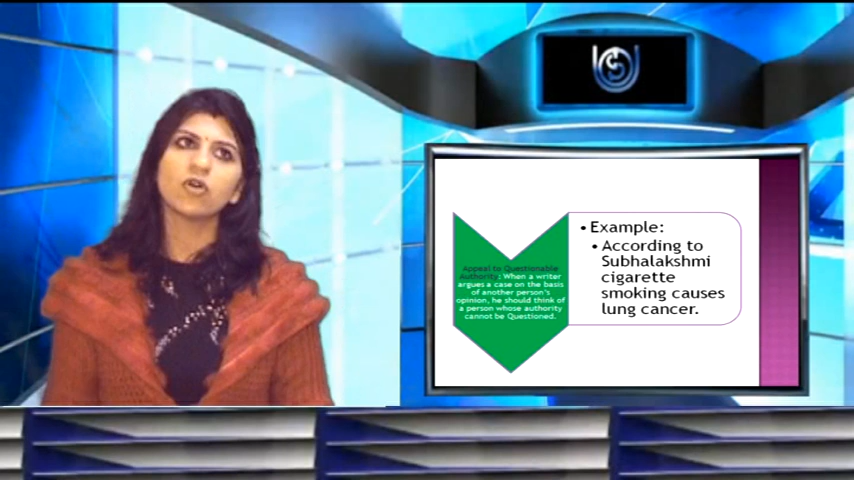 Appeal to Questionable
Authority: When a writer
argues a case on the basis
of another person's
opinion, he should think of
a person whose authority
cannot be Questioned.
• Example:
• According to
Subhalakshmi
cigarette
smoking causes
lung cancer.